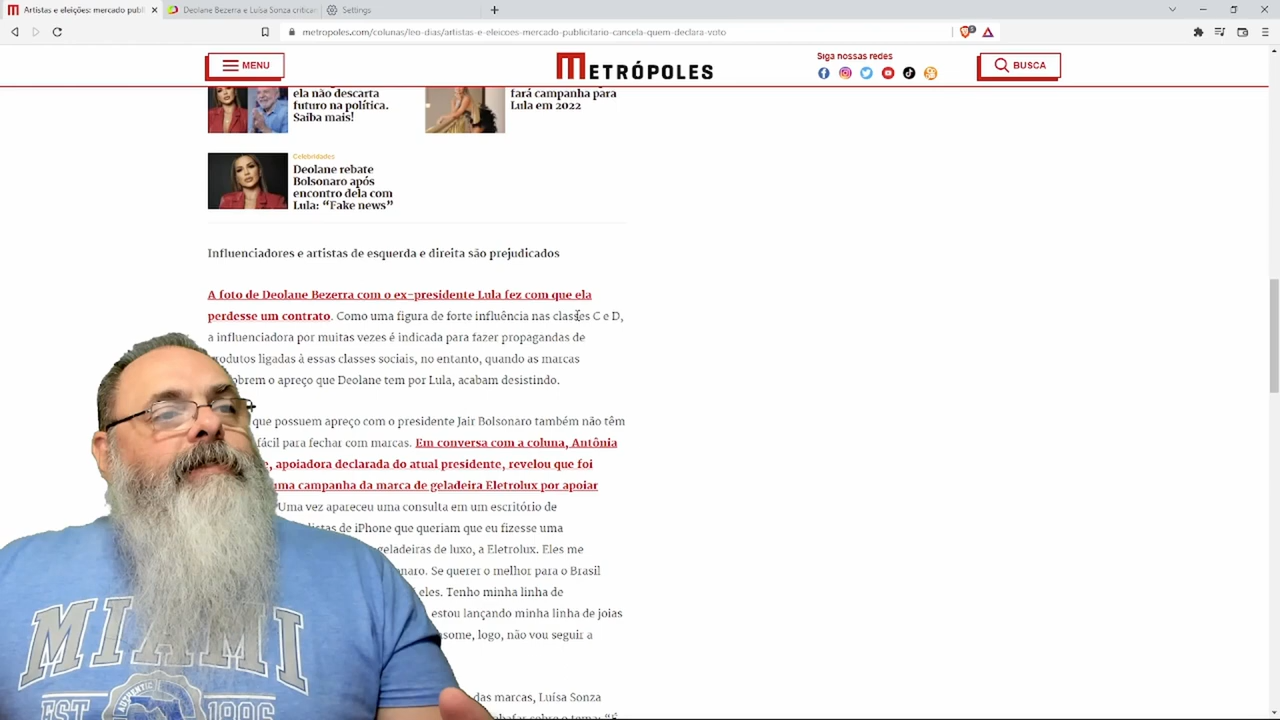 Artistas e eleições: mercado publ
Deolane Bezerra e Luísa Sonza critica
Settings
metropoles.com/colunas/leo-dias/artistas-e-eleicoes-mercado-publicitario-cancela-quem-declara-voto
MENU
METRÓPOLES
Siga nossas redes
BUSCA
ela não descarta
futuro na política.
Saiba mais!
fará campanha para
Lula em 2022
Celebridades
Deolane rebate
Bolsonaro após
encontro dela com
Lula: “Fake news”
Influenciadores e artistas de esquerda e direita são prejudicados
A foto de Deolane Bezerra com o ex-presidente Lula fez com que ela
perdesse um contrato. Como uma figura de forte influência nas classes C e D,
a influenciadora por muitas vezes é indicada para fazer propagandas de
produtos ligadas à essas classes sociais, no entanto, quando as marcas
obrem o apreço que Deolane tem por Lula, acabam desistindo.
que possuem apreço com o presidente Jair Bolsonaro também não têm
fácil para fechar com marcas. Em conversa com a coluna, Antônia
, apoiadora declarada do atual presidente, revelou que foi
uma campanha da marca de geladeira Eletrolux por apoiar
Uma vez apareceu uma consulta em um escritório de
listas de iPhone que queriam que eu fizesse uma
geladeiras de luxo, a Eletrolux. Eles me
naro. Se querer o melhor para o Brasil
eles. Tenho minha linha de
, estou lançando minha linha de joias
some, logo, não vou seguir a
das marcas, Luísa Sonza
abafar sobre o tema: “É
MIAMI
AUTHENTIC
EST. 1896